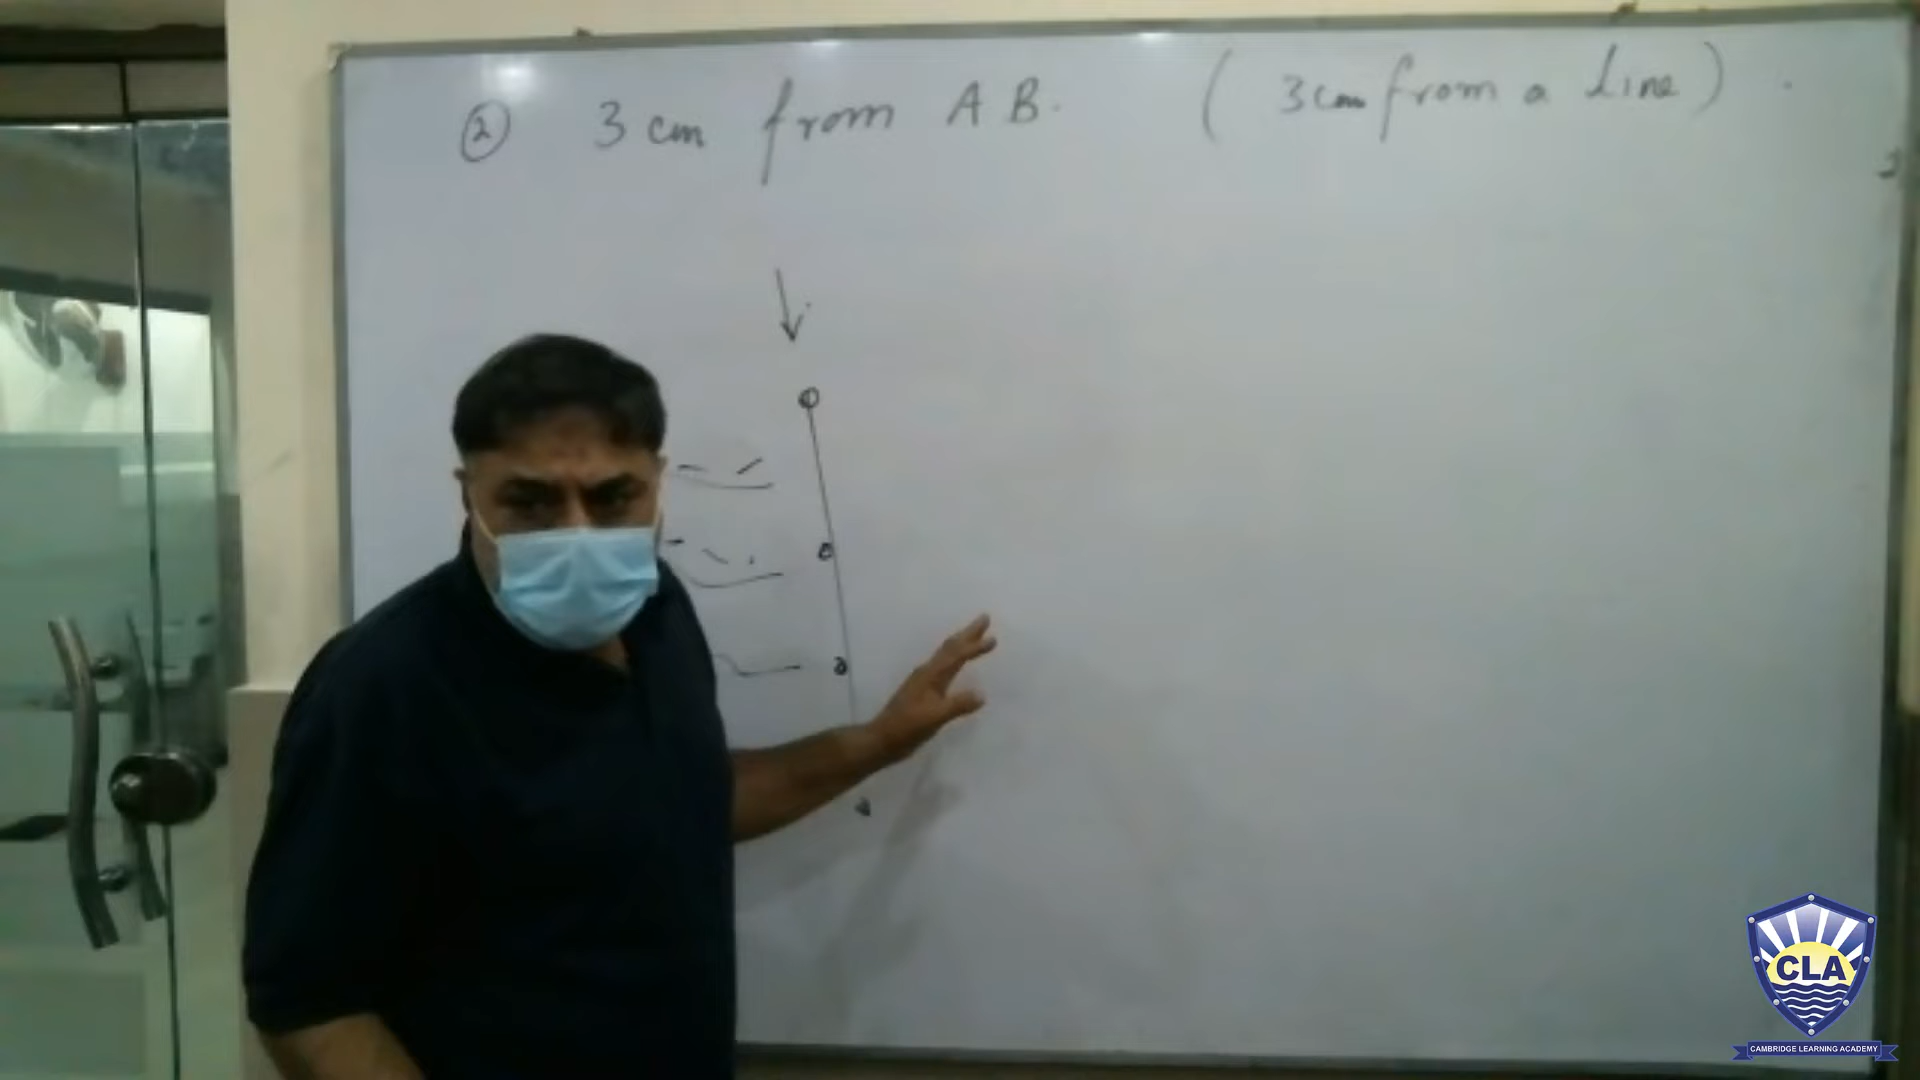 ② 3 cm from AB. ( 3cm from a Line )
CLA
CAMBRIDGE LEARNING ACADEMY